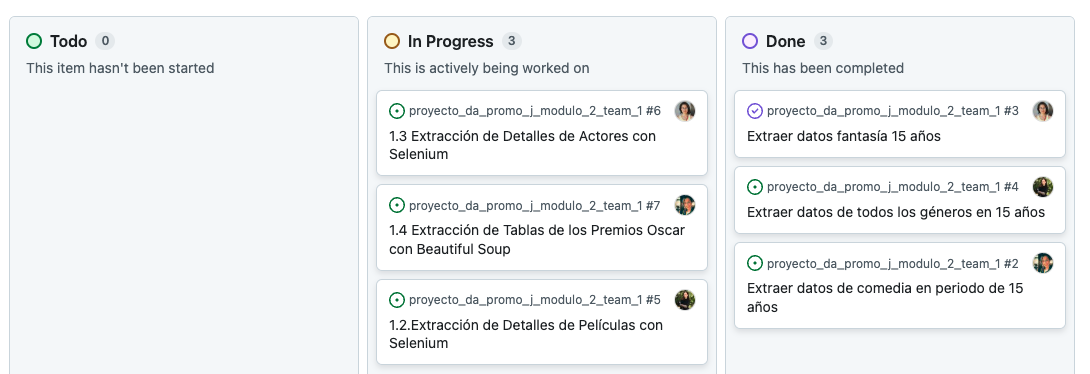 Todo 0
This item hasn't been started
In Progress 3
This is actively being worked on
proyecto_da_promo_j_modulo_2_team_1 #6
1.3 Extracción de Detalles de Actores con
Selenium
proyecto_da_promo_j_modulo_2_team_1 #7
1.4 Extracción de Tablas de los Premios Oscar
con Beautiful Soup
proyecto_da_promo_j_modulo_2_team_1 #5
1.2.Extracción de Detalles de Películas con
Selenium
Done 3
This has been completed
proyecto_da_promo_j_modulo_2_team_1 #3
Extraer datos fantasía 15 años
proyecto_da_promo_j_modulo_2_team_1 #4
Extraer datos de todos los géneros en 15 años
proyecto_da_promo_j_modulo_2_team_1 #2
Extraer datos de comedia en periodo de 15
años